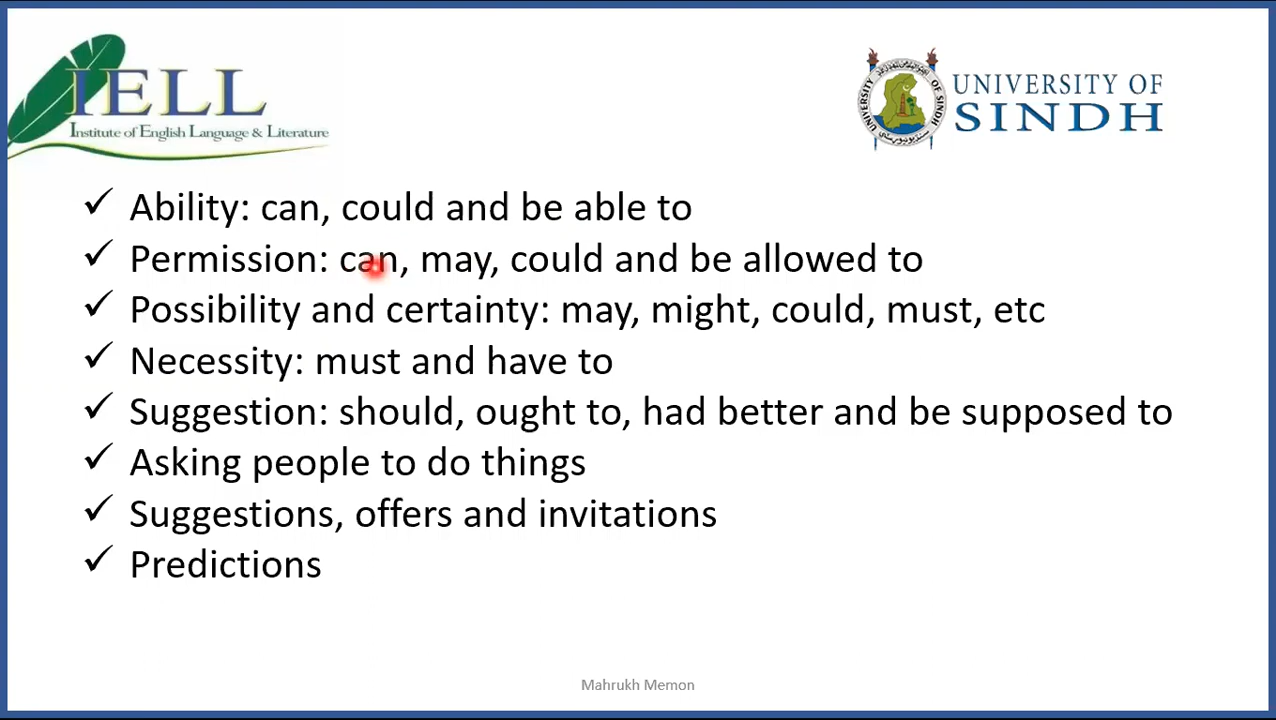 IELL
Institute of English Language & Literature
UNIVERSITY OF
SINDH
UNIVERSITY OF SINDH
✓ Ability: can, could and be able to
✓ Permission: can, may, could and be allowed to
✓ Possibility and certainty: may, might, could, must, etc
✓ Necessity: must and have to
✓ Suggestion: should, ought to, had better and be supposed to
✓ Asking people to do things
✓ Suggestions, offers and invitations
✓ Predictions
Mahrukh Memon